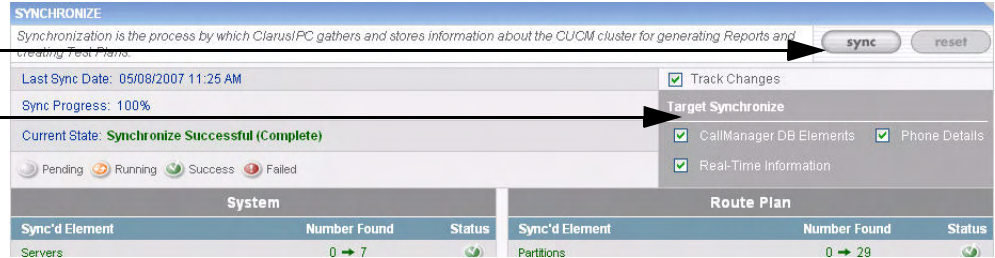 SYNCHRONIZE
Synchronization is the process by which ClarusIPC gathers and stores information about the CUCM cluster for generating Reports and
creating Test Plans.
sync
reset
Last Sync Date: 05/08/2007 11:25 AM
Track Changes
Sync Progress: 100%
Target Synchronize
Current State: Synchronize Successful (Complete)
CallManager DB Elements
Phone Details
Real-Time Information
Pending Running Success Failed
System
Route Plan
Sync'd Element Number Found Status
Sync'd Element Number Found Status
Servers 0 → 7
Partitions 0 → 29